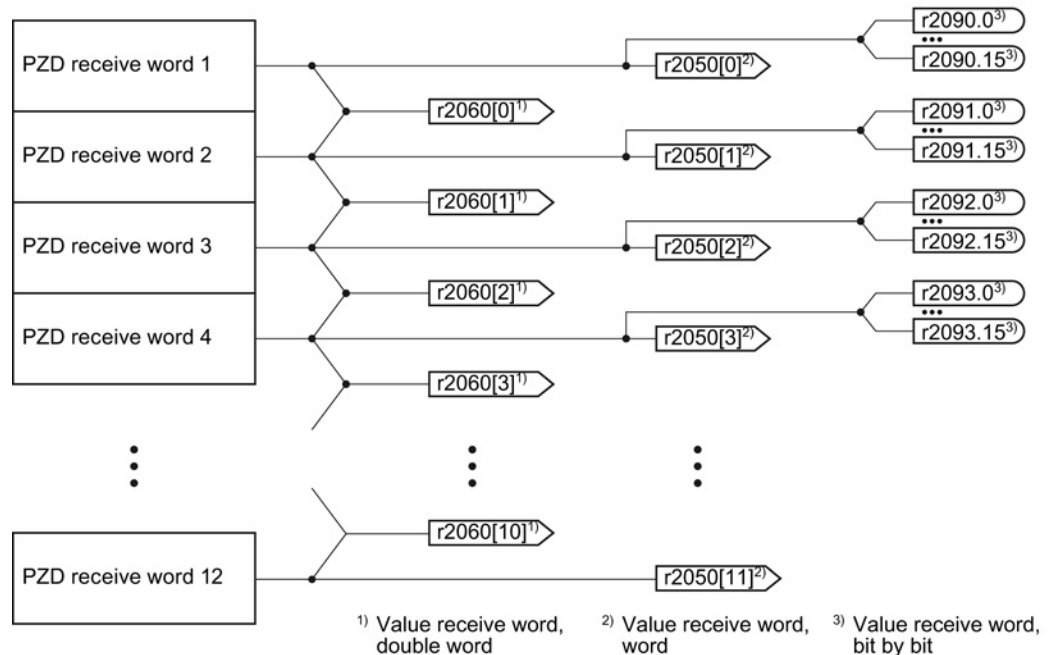 r2090.0³⁾
•••
PZD receive word 1
r2050[0]²⁾
r2090.15³⁾
r2060[0]¹⁾
r2091.0³⁾
•••
PZD receive word 2
r2050[1]²⁾
r2091.15³⁾
r2060[1]¹⁾
r2092.0³⁾
•••
PZD receive word 3
r2050[2]²⁾
r2092.15³⁾
r2060[2]¹⁾
r2093.0³⁾
•••
PZD receive word 4
r2050[3]²⁾
r2093.15³⁾
r2060[3]¹⁾
r2060[10]¹⁾
PZD receive word 12
r2050[11]²⁾
¹⁾ Value receive word,
double word
²⁾ Value receive word,
word
³⁾ Value receive word,
bit by bit